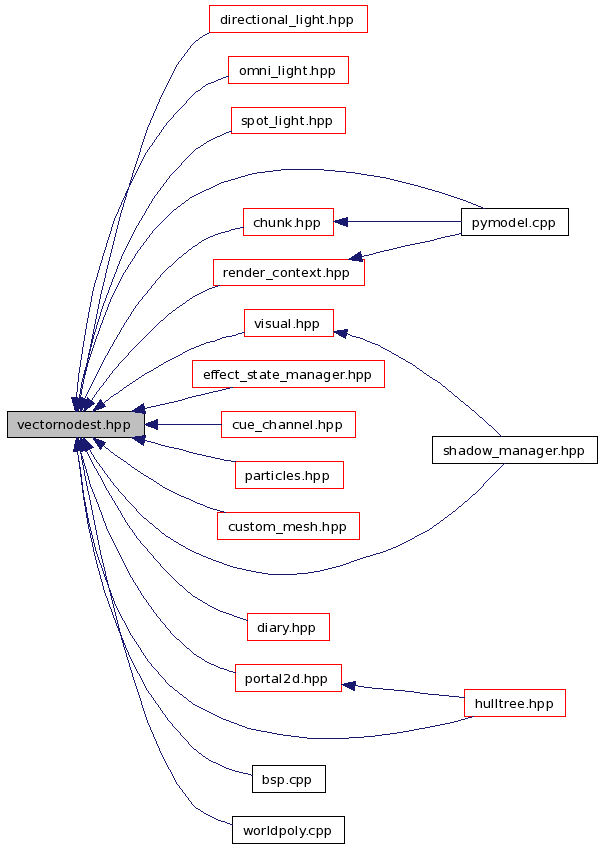 directional_light.hpp
omni_light.hpp
spot_light.hpp
chunk.hpp
pymodel.cpp
render_context.hpp
visual.hpp
effect_state_manager.hpp
vectornodest.hpp
cue_channel.hpp
shadow_manager.hpp
particles.hpp
custom_mesh.hpp
diary.hpp
portal2d.hpp
hulltree.hpp
bsp.cpp
worldpoly.cpp